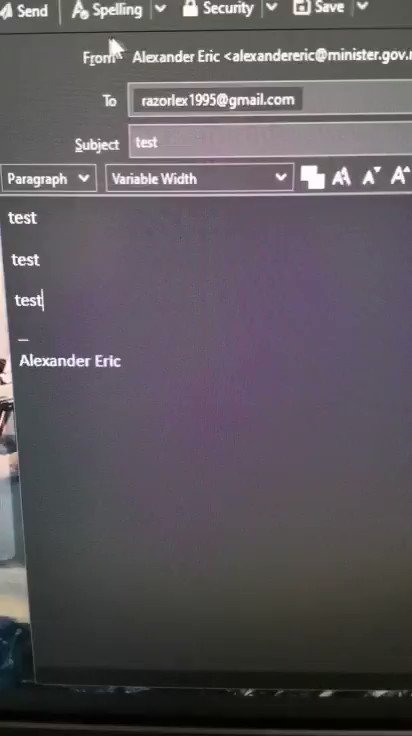 Send Spelling Security Save
From Alexander Eric <alexandereric@minister.gov.
To razorlex1995@gmail.com
Subject test
Paragraph Variable Width
test
test
test
Alexander Eric